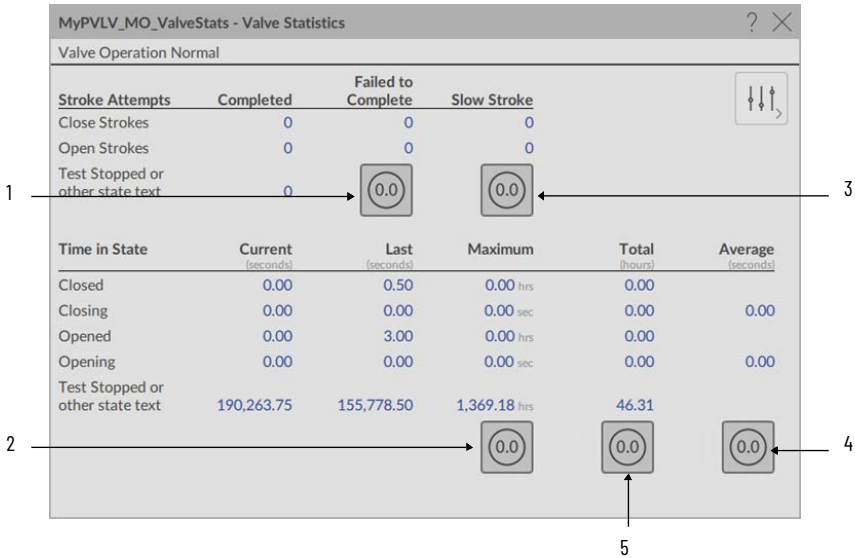 MyPVLV_MO_ValveStats - Valve Statistics ?
Valve Operation Normal
Stroke Attempts Completed Failed to Complete Slow Stroke
Close Strokes 0 0 0
Open Strokes 0 0 0
Test Stopped or
other state text 0
1 0.0 0.0 3
Time in State Current Last Maximum Total Average
(seconds) (seconds) (hours) (seconds)
Closed 0.00 0.50 0.00 hrs 0.00
Closing 0.00 0.00 0.00 sec 0.00 0.00
Opened 0.00 3.00 0.00 hrs 0.00
Opening 0.00 0.00 0.00 sec 0.00 0.00
Test Stopped or
other state text 190,263.75 155,778.50 1,369.18 hrs 46.31
2 0.0 0.0 0.0 4
5